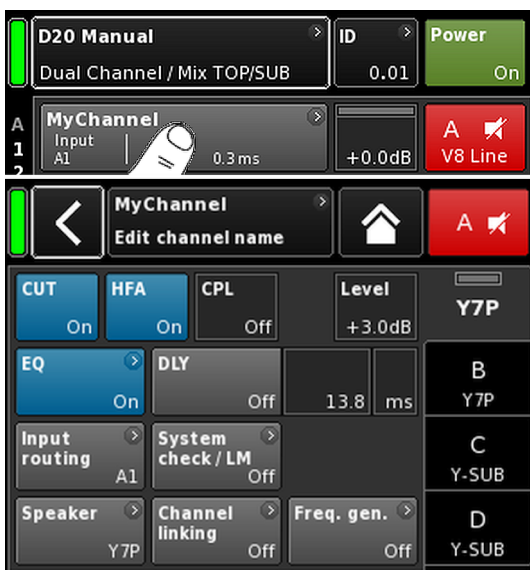 D20 Manual
Dual Channel / Mix TOP/SUB
ID
0.01
Power
On
A
1
2
MyChannel
Input
A1
0.3 ms
+0.0dB
A
V8 Line
MyChannel
Edit channel name
A
CUT
On
HFA
On
CPL
Off
Level
+3.0dB
Y7P
EQ
On
DLY
Off
13.8
ms
B
Y7P
Input
routing
A1
System
check / LM
Off
C
Y-SUB
Speaker
Y7P
Channel
linking
Off
Freq. gen.
Off
D
Y-SUB